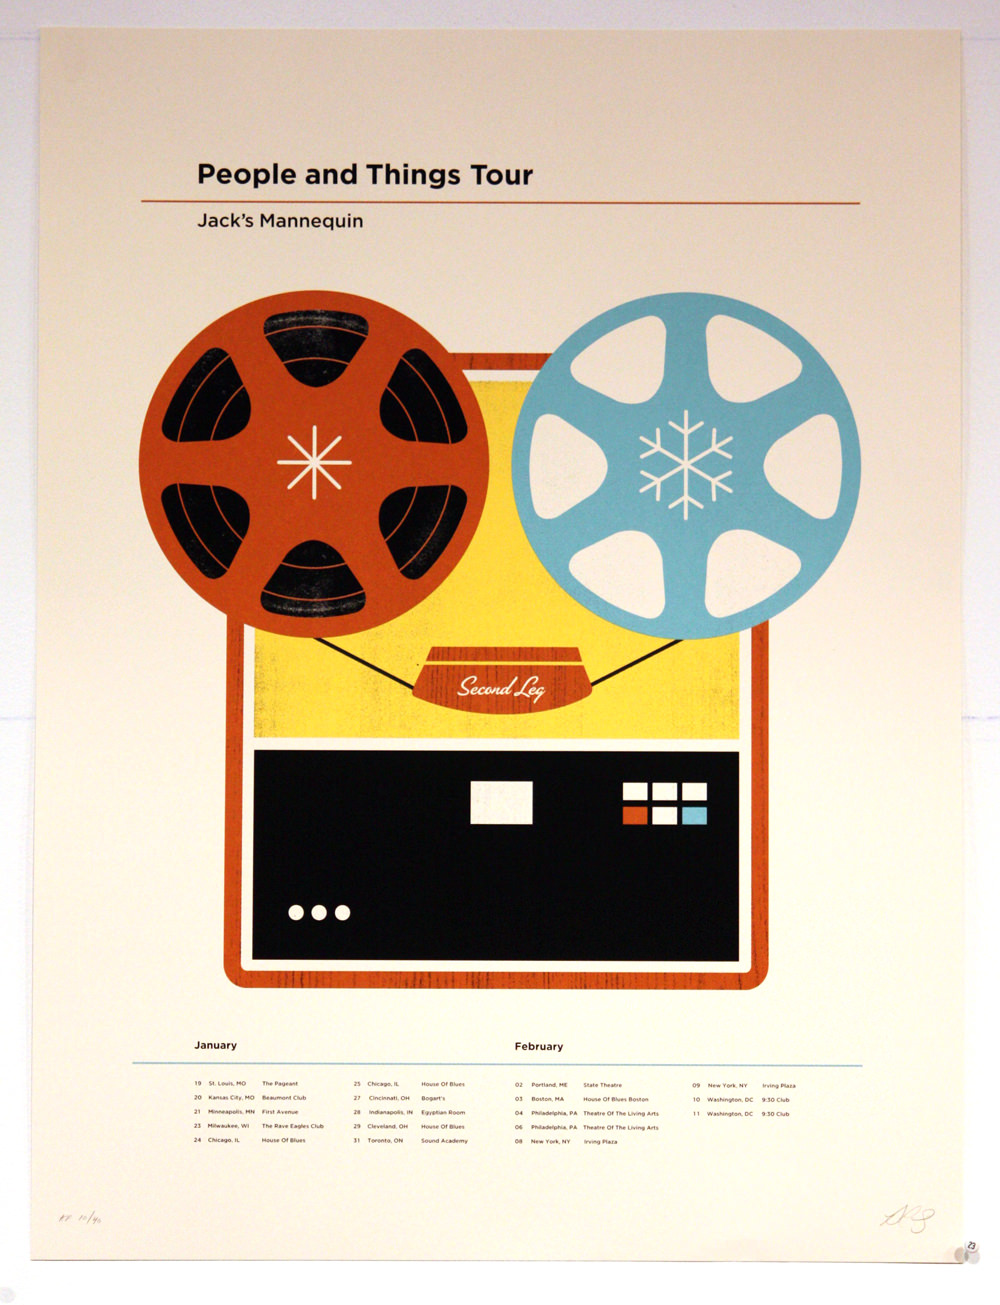 People and Things Tour
Jack's Mannequin
Second Leg
January
19 St. Louis, MO The Pageant
20 Kansas City, MO Beaumont Club
21 Minneapolis, MN First Avenue
23 Milwaukee, WI The Rave Eagles Club
24 Chicago, IL House Of Blues
25 Chicago, IL House Of Blues
27 Cincinnati, OH Bogart's
28 Indianapolis, IN Egyptian Room
29 Cleveland, OH House Of Blues
31 Toronto, ON Sound Academy
February
02 Portland, ME State Theatre
03 Boston, MA House Of Blues Boston
04 Philadelphia, PA Theatre Of The Living Arts
06 Philadelphia, PA Theatre Of The Living Arts
08 New York, NY Irving Plaza
09 New York, NY Irving Plaza
10 Washington, DC 9:30 Club
11 Washington, DC 9:30 Club
23